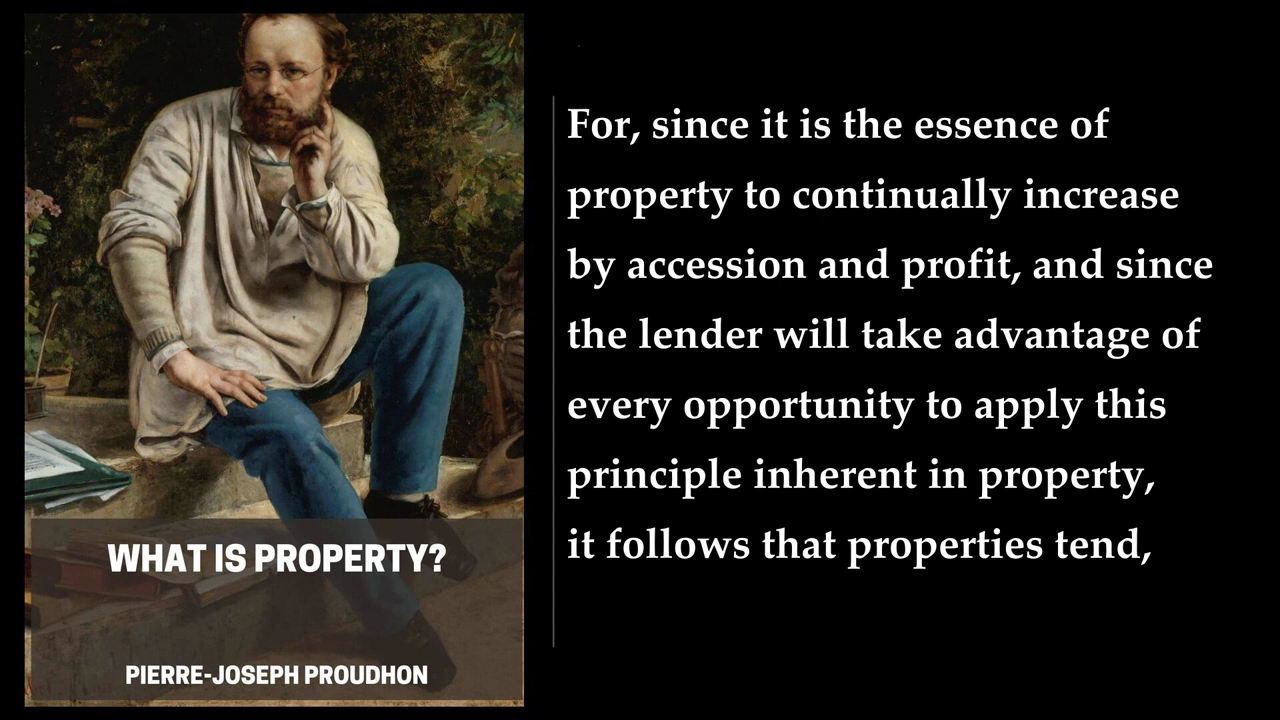 WHAT IS PROPERTY?
PIERRE-JOSEPH PROUDHON
For, since it is the essence of
property to continually increase
by accession and profit, and since
the lender will take advantage of
every opportunity to apply this
principle inherent in property,
it follows that properties tend,